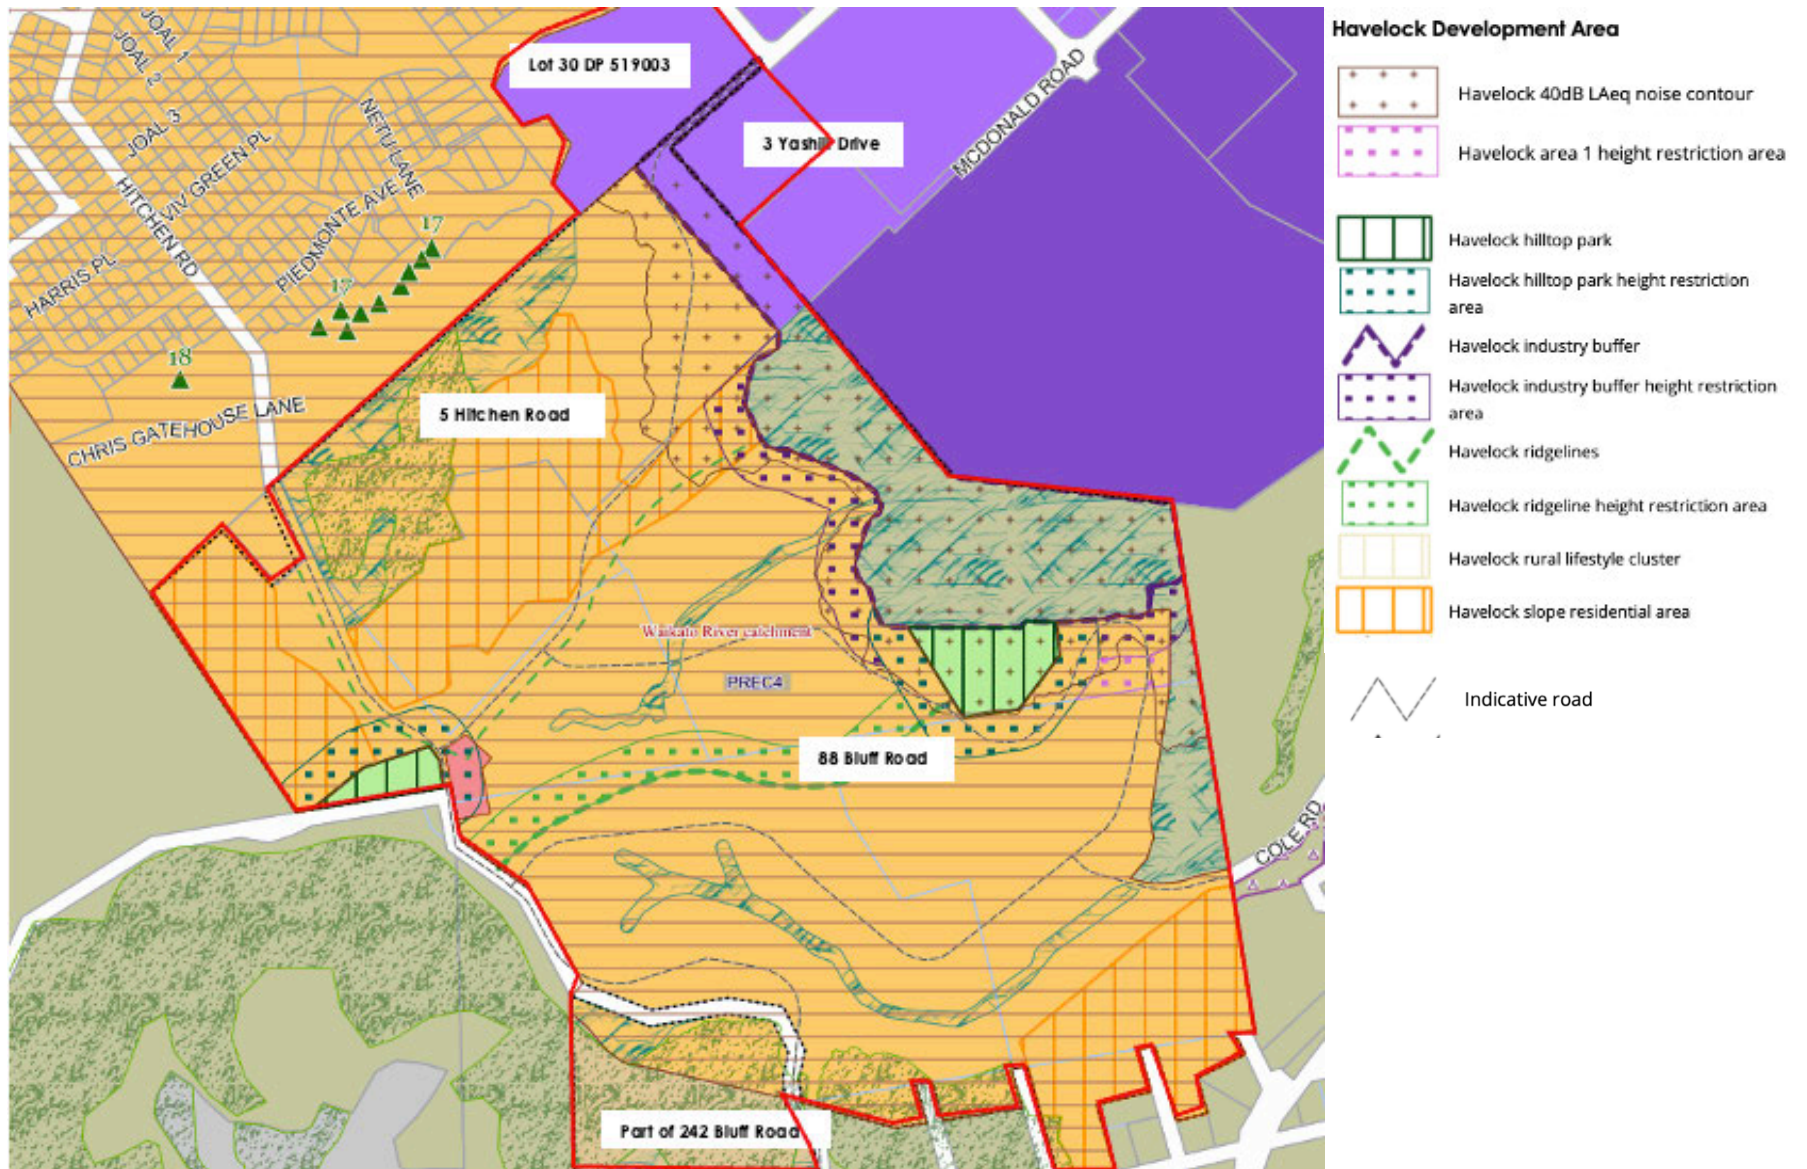 JOAL 1
JOAL 2
JOAL 3
NETU LANE
VIV GREEN PL
HITCHEN RD
PIEDMONTE AVE
HARRIS PL
17
17
18
CHRIS GATEHOUSE LANE
Lot 30 DP 519003
3 Yashili Drive
MCDONALD ROAD
5 Hitchen Road
Waikato River catchment
PREC4
88 Bluff Road
COLE RD
Part of 242 Bluff Road
Havelock Development Area
Havelock 40dB LAeq noise contour
Havelock area 1 height restriction area
Havelock hilltop park
Havelock hilltop park height restriction
area
Havelock industry buffer
Havelock industry buffer height restriction
area
Havelock ridgelines
Havelock ridgeline height restriction area
Havelock rural lifestyle cluster
Havelock slope residential area
Indicative road